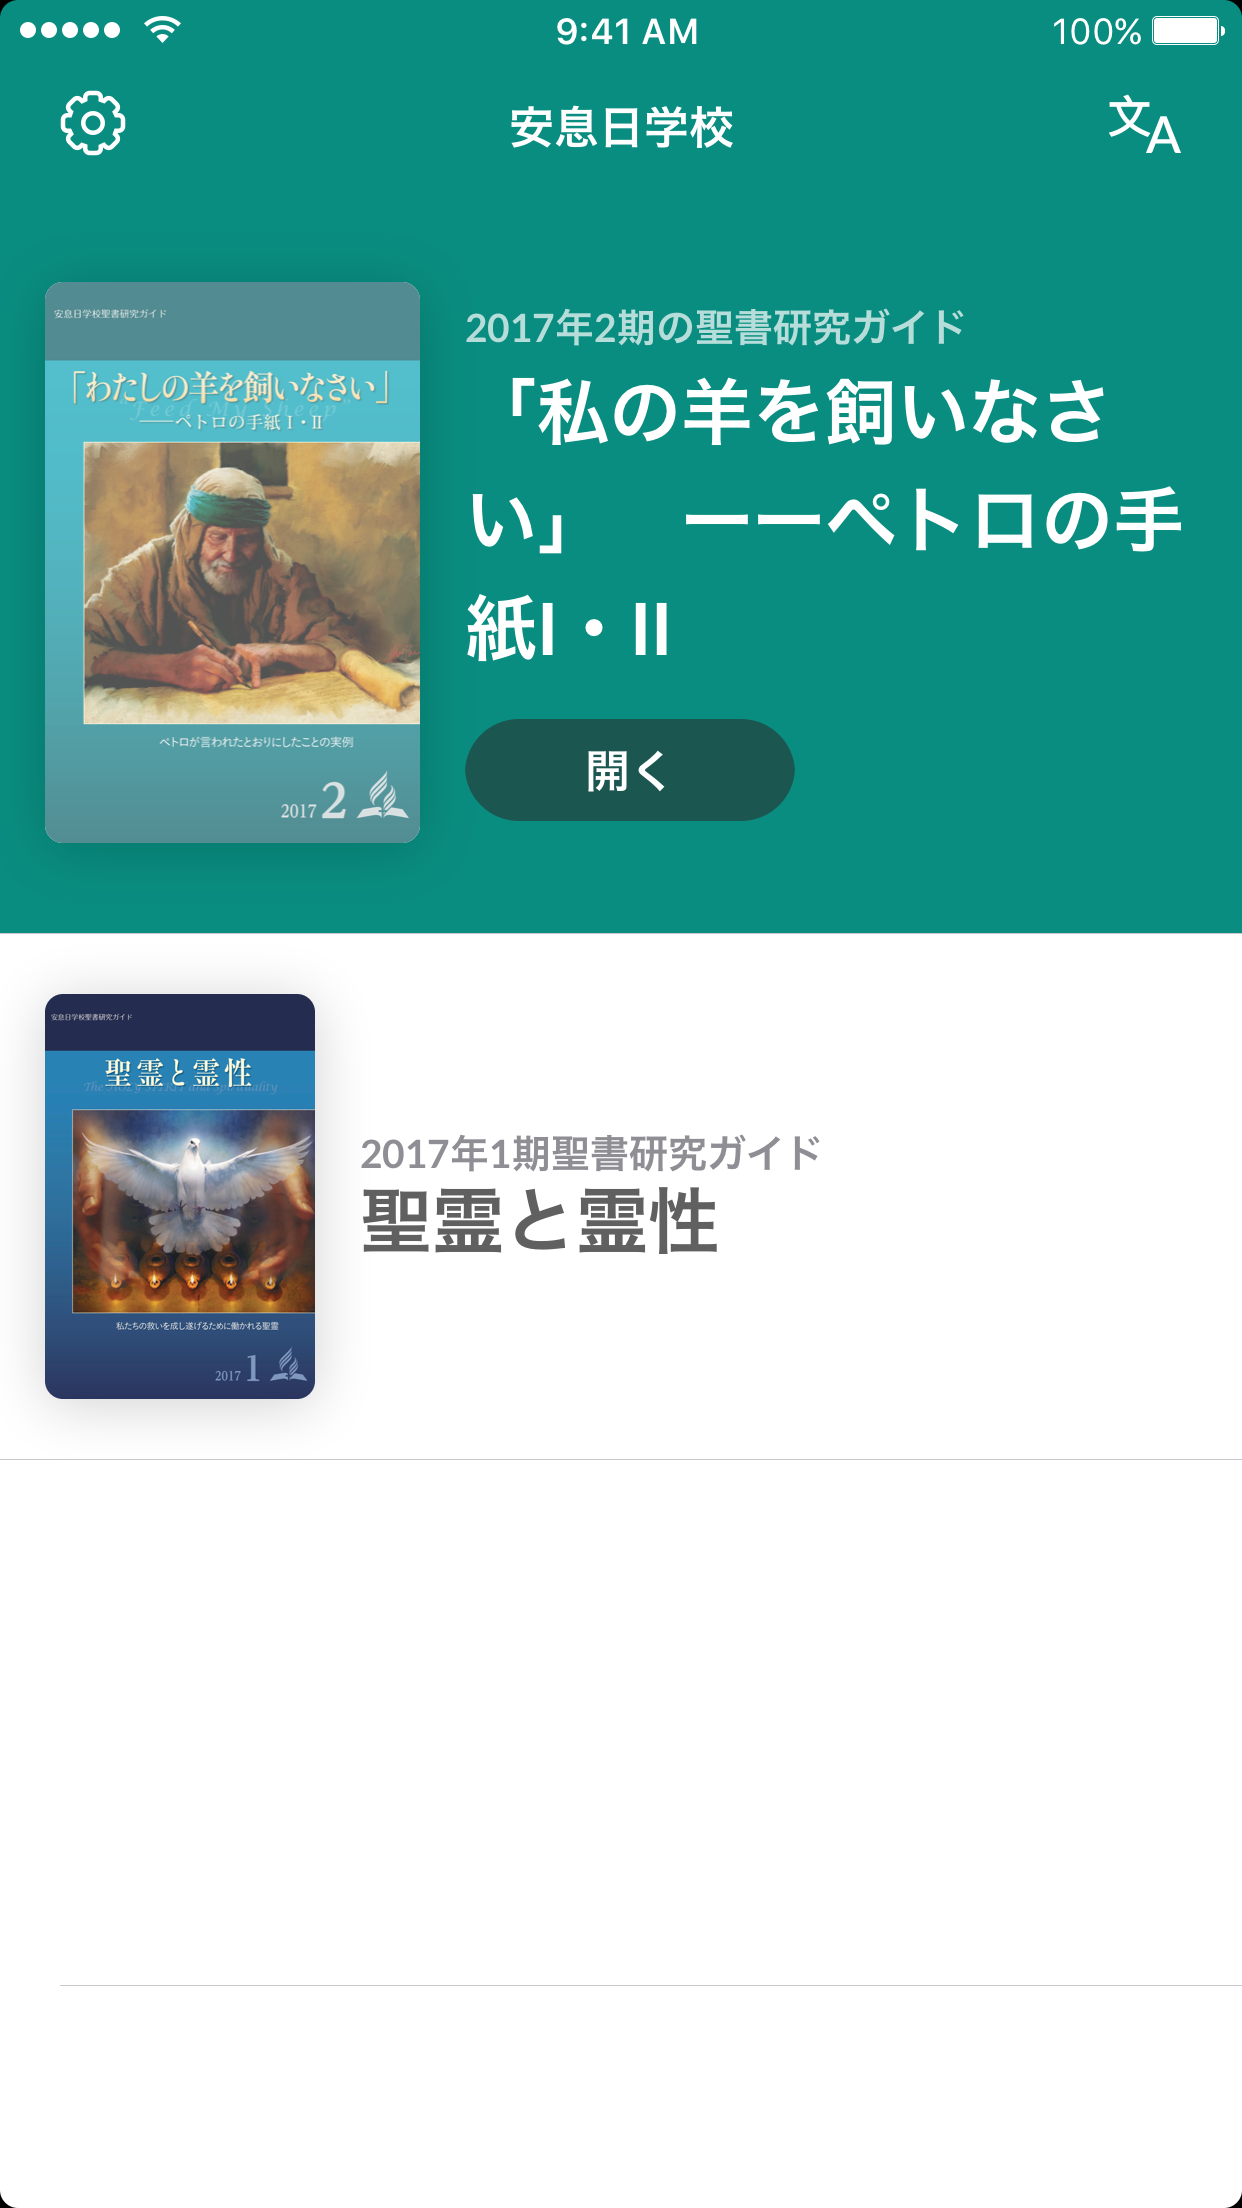 9:41 AM
100%
安息日学校
文A
安息日学校聖書研究ガイド
「わたしの羊を飼いなさい」
Feed My Sheep
──ペトロの手紙 I・II
ペトロが言われたとおりにしたことの実例
2017 2
2017年2期の聖書研究ガイド
「私の羊を飼いなさ
い」　ーーペトロの手
紙I・II
開く
安息日学校聖書研究ガイド
聖霊と霊性
The Holy Spirit and Spirituality
私たちの救いを成し遂げるために働かれる聖霊
2017 1
2017年1期聖書研究ガイド
聖霊と霊性